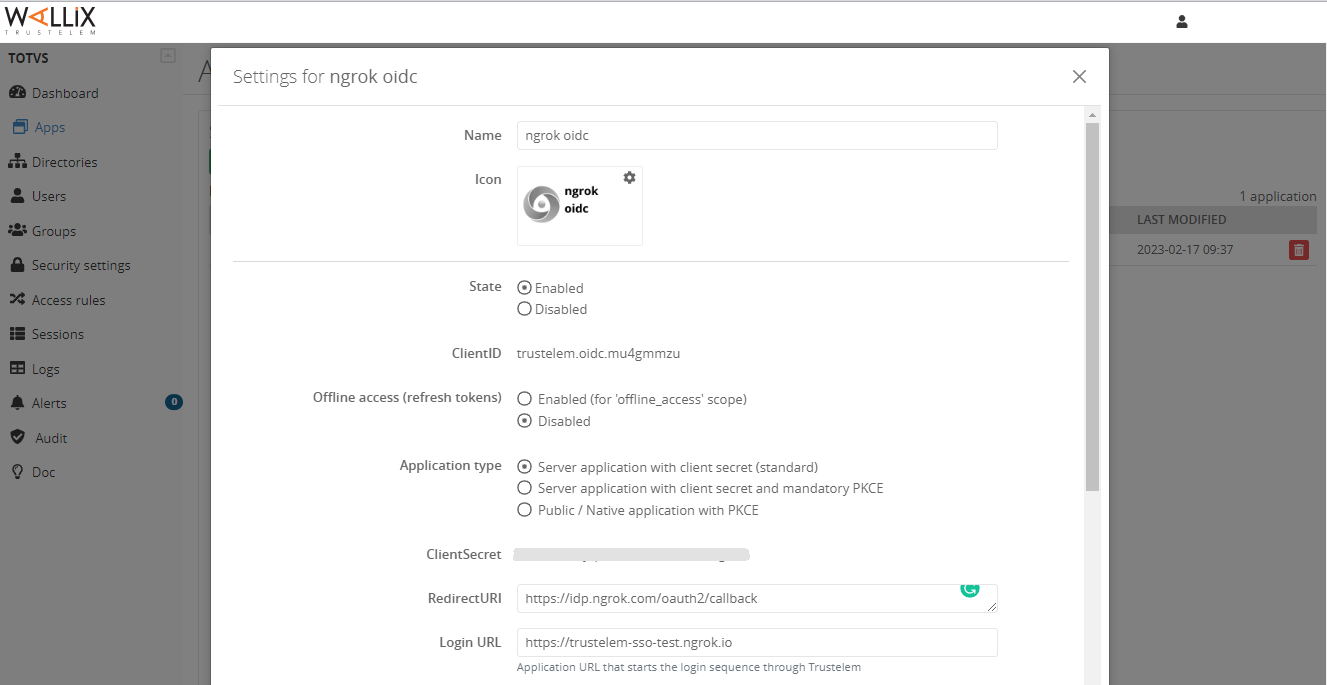 WALLIX
TRUSTELEM
TOTVS
Dashboard
Apps
Directories
Users
Groups
Security settings
Access rules
Sessions
Logs
Alerts 0
Audit
Doc
Settings for ngrok oidc
Name ngrok oidc
Icon
ngrok
oidc
State Enabled
Disabled
ClientID trustelem.oidc.mu4gmmzu
Offline access (refresh tokens) Enabled (for 'offline_access' scope)
Disabled
Application type Server application with client secret (standard)
Server application with client secret and mandatory PKCE
Public / Native application with PKCE
ClientSecret
RedirectURI https://idp.ngrok.com/oauth2/callback
Login URL https://trustelem-sso-test.ngrok.io
Application URL that starts the login sequence through Trustelem
1 application
LAST MODIFIED
2023-02-17 09:37